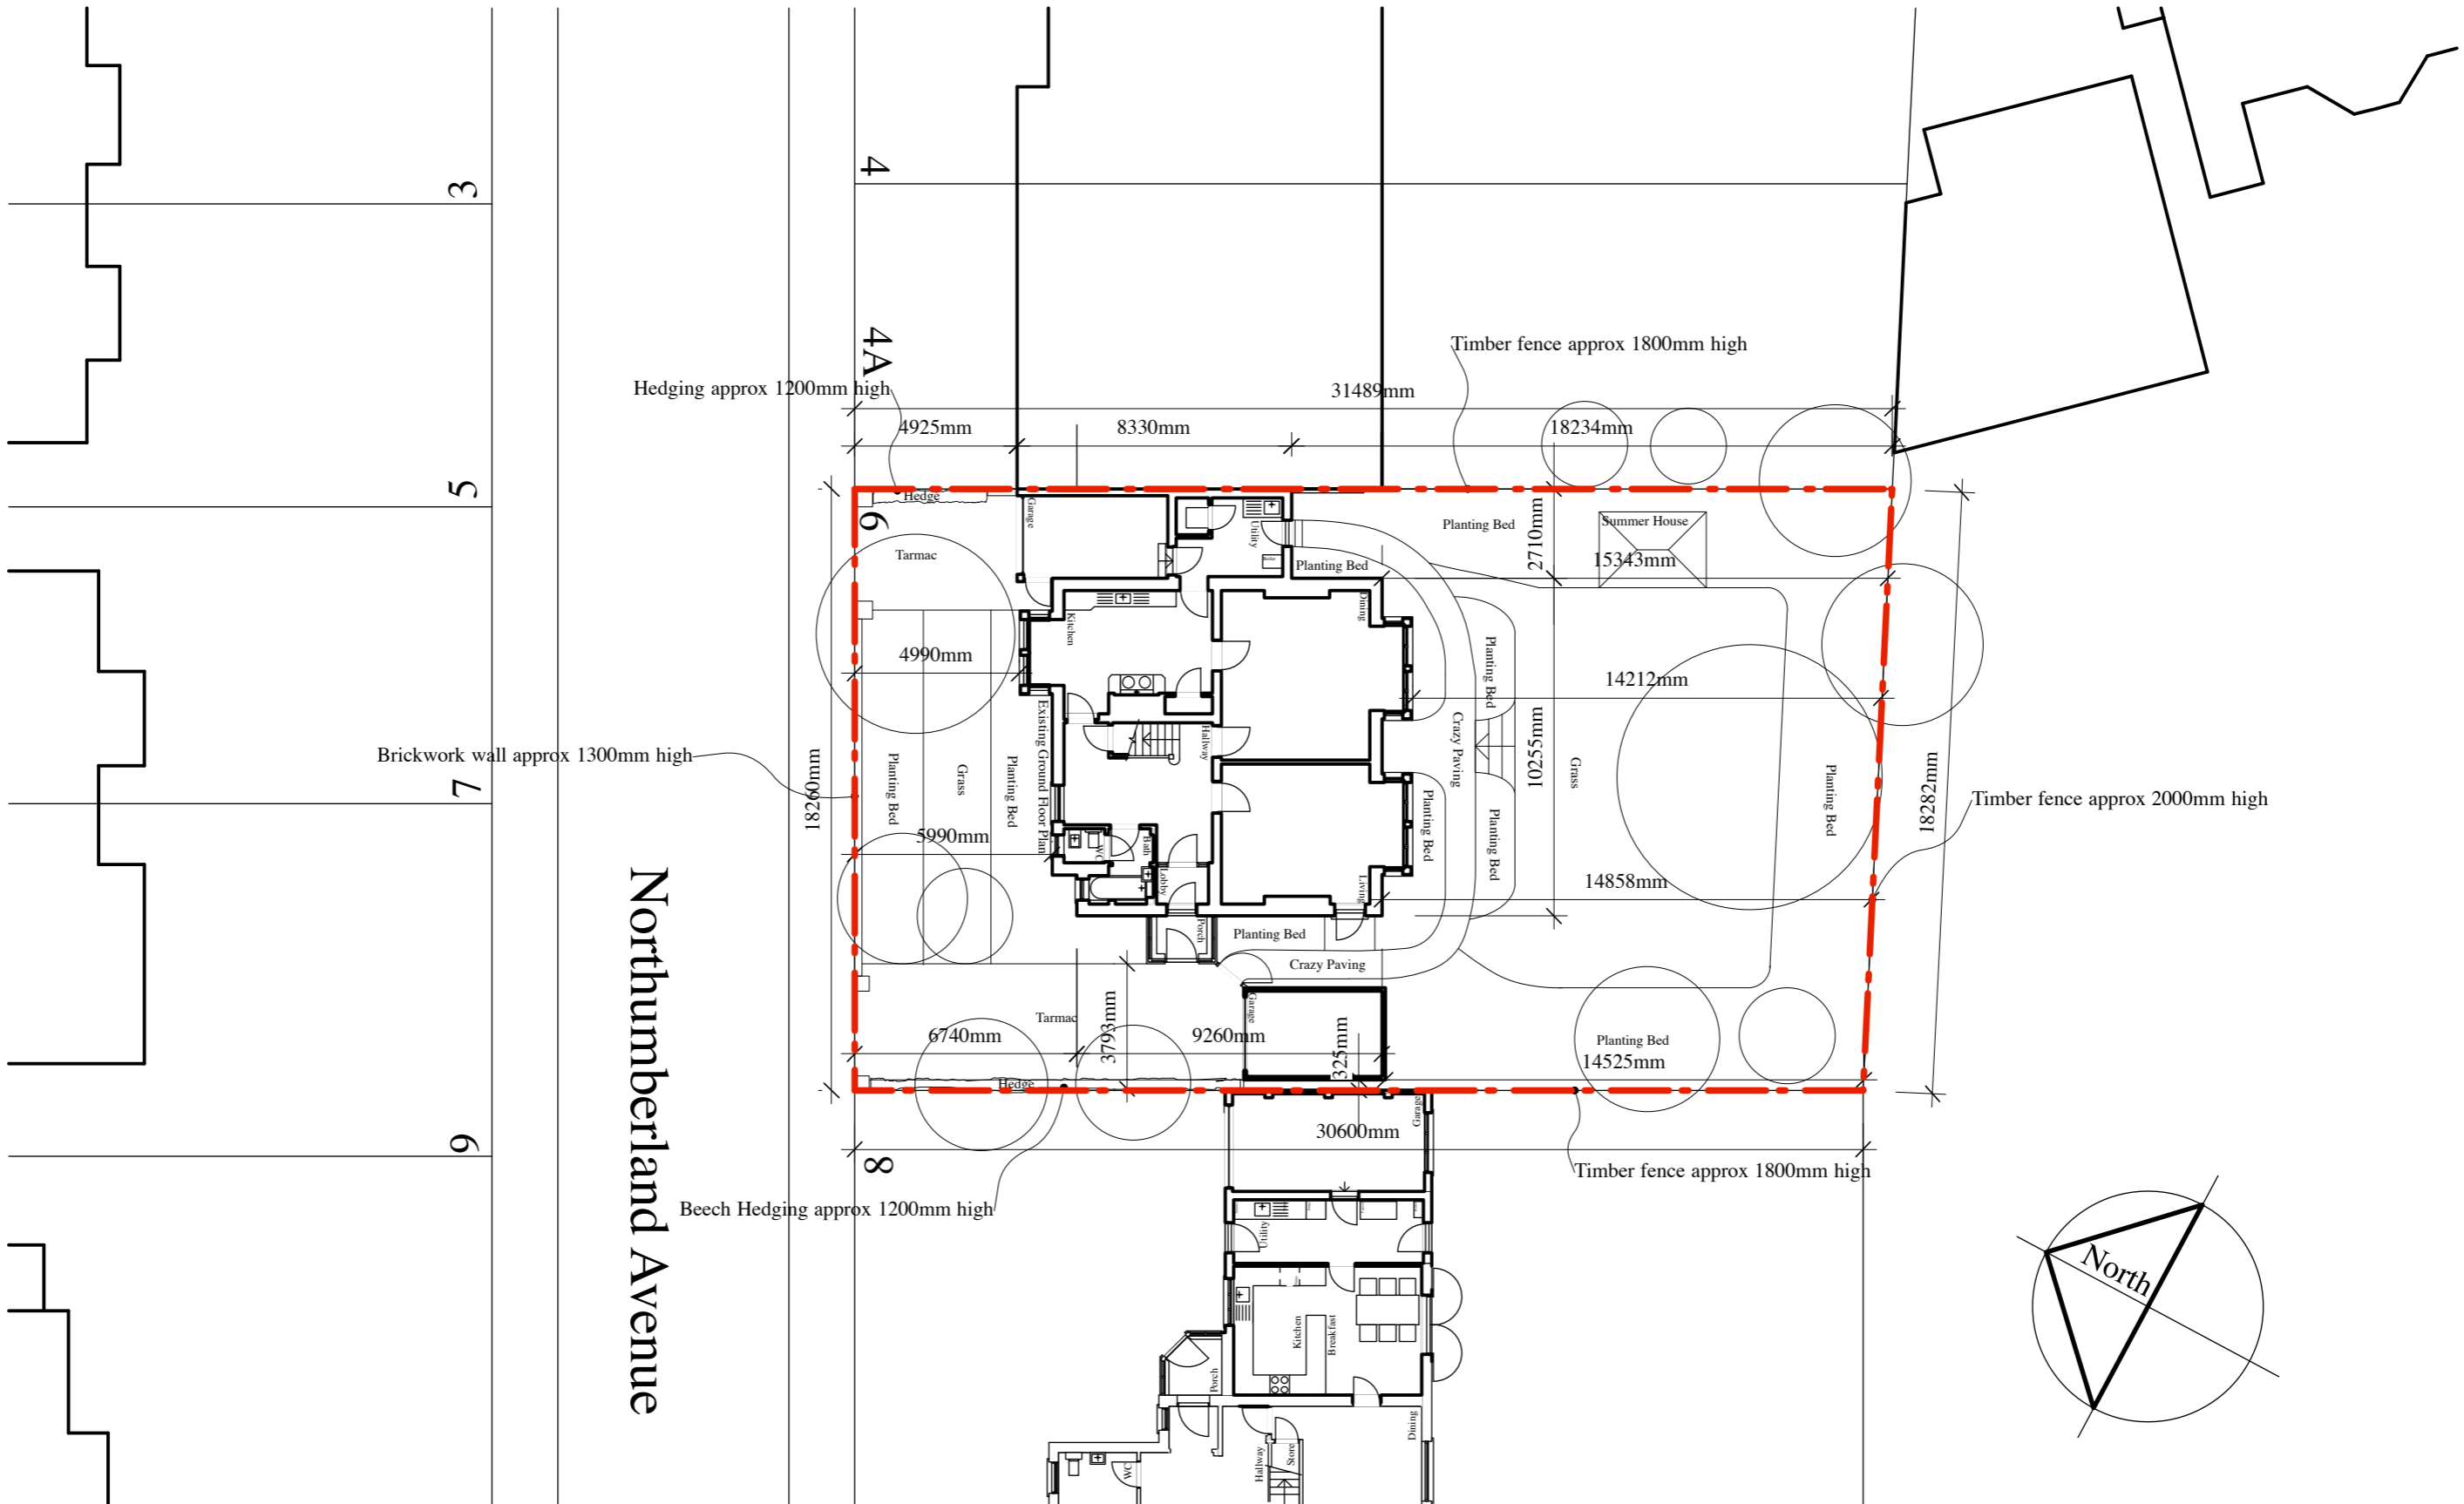 3
4
4A
5
6
7
9
8
Northumberland Avenue
Timber fence approx 1800mm high
Hedging approx 1200mm high
31489mm
4925mm
8330mm
18234mm
Hedge
Garage
Utility
Planting Bed
Summer House
2710mm
15343mm
Tarmac
Planting Bed
Kitchen
Dining
4990mm
14212mm
Planting Bed
Existing Ground Floor Plan
Hallway
Crazy Paving
10255mm
Grass
Planting Bed
Brickwork wall approx 1300mm high
18260mm
Planting Bed
Grass
Planting Bed
18282mm
Timber fence approx 2000mm high
5990mm
WC
Bath
Lobby
Living
Planting Bed
Planting Bed
14858mm
Porch
Planting Bed
Crazy Paving
Garage
Tarmac
6740mm
3793mm
9260mm
325mm
Planting Bed
14525mm
Hedge
Garage
30600mm
Timber fence approx 1800mm high
Beech Hedging approx 1200mm high
Utility
Kitchen
Breakfast
Porch
Dining
Hallway
Store
WC
North